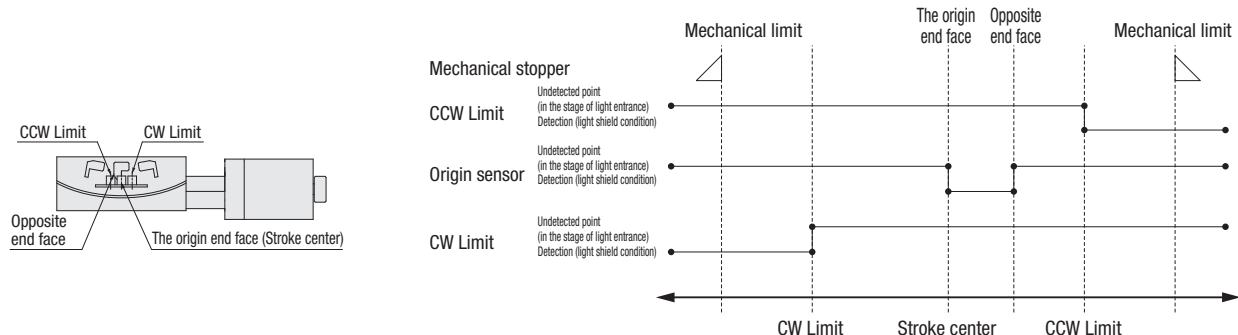 CCW Limit
CW Limit
Opposite
end face
The origin end face (Stroke center)
Mechanical limit
The origin
end face
Opposite
end face
Mechanical limit
Mechanical stopper
CCW Limit
Undetected point
(in the stage of light entrance)
Detection (light shield condition)
Origin sensor
Undetected point
(in the stage of light entrance)
Detection (light shield condition)
CW Limit
Undetected point
(in the stage of light entrance)
Detection (light shield condition)
CW Limit
Stroke center
CCW Limit